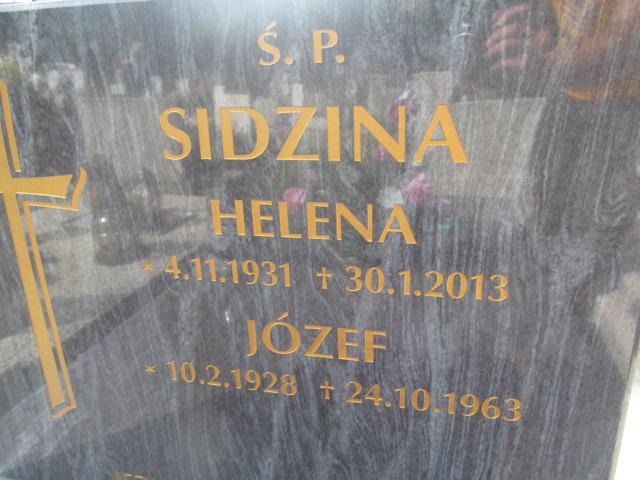 Ś. P.
SIDZINA
HELENA
* 4.11.1931 † 30.1.2013
JÓZEF
* 10.2.1928 † 24.10.1963